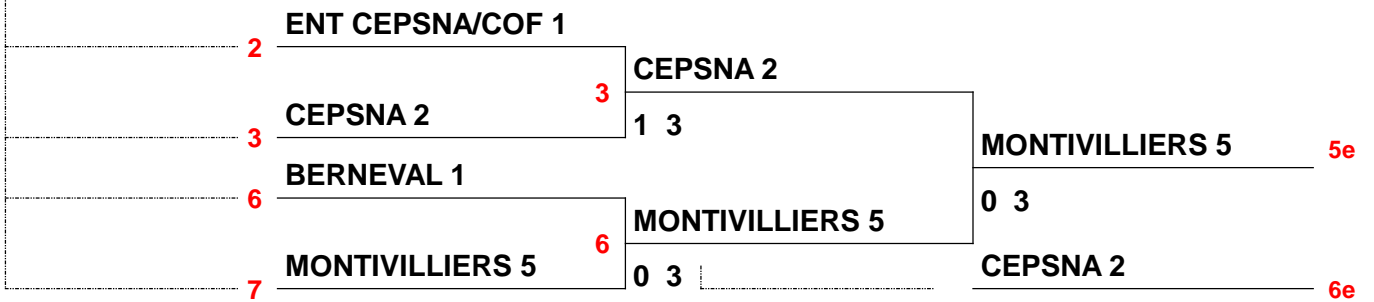 ENT CEPSNA/COF 1
2
CEPSNA 2
3
CEPSNA 2
3
1 3
MONTIVILLIERS 5
5e
BERNEVAL 1
6
0 3
MONTIVILLIERS 5
6
MONTIVILLIERS 5
7
0 3
CEPSNA 2
6e